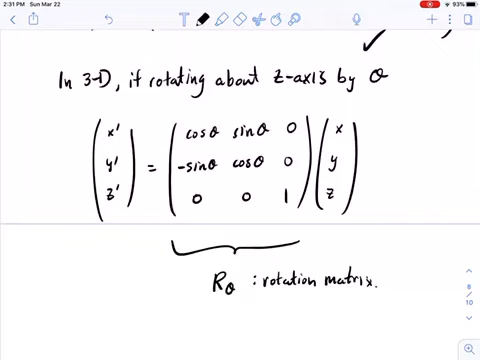 2:31 PM Sun Mar 22
93%
In 3-D, if rotating about z-axis by θ
x' cosθ sinθ 0 x
y' = -sinθ cosθ 0 y
z' 0 0 1 z
R_θ : rotation matrix.
8
/
10